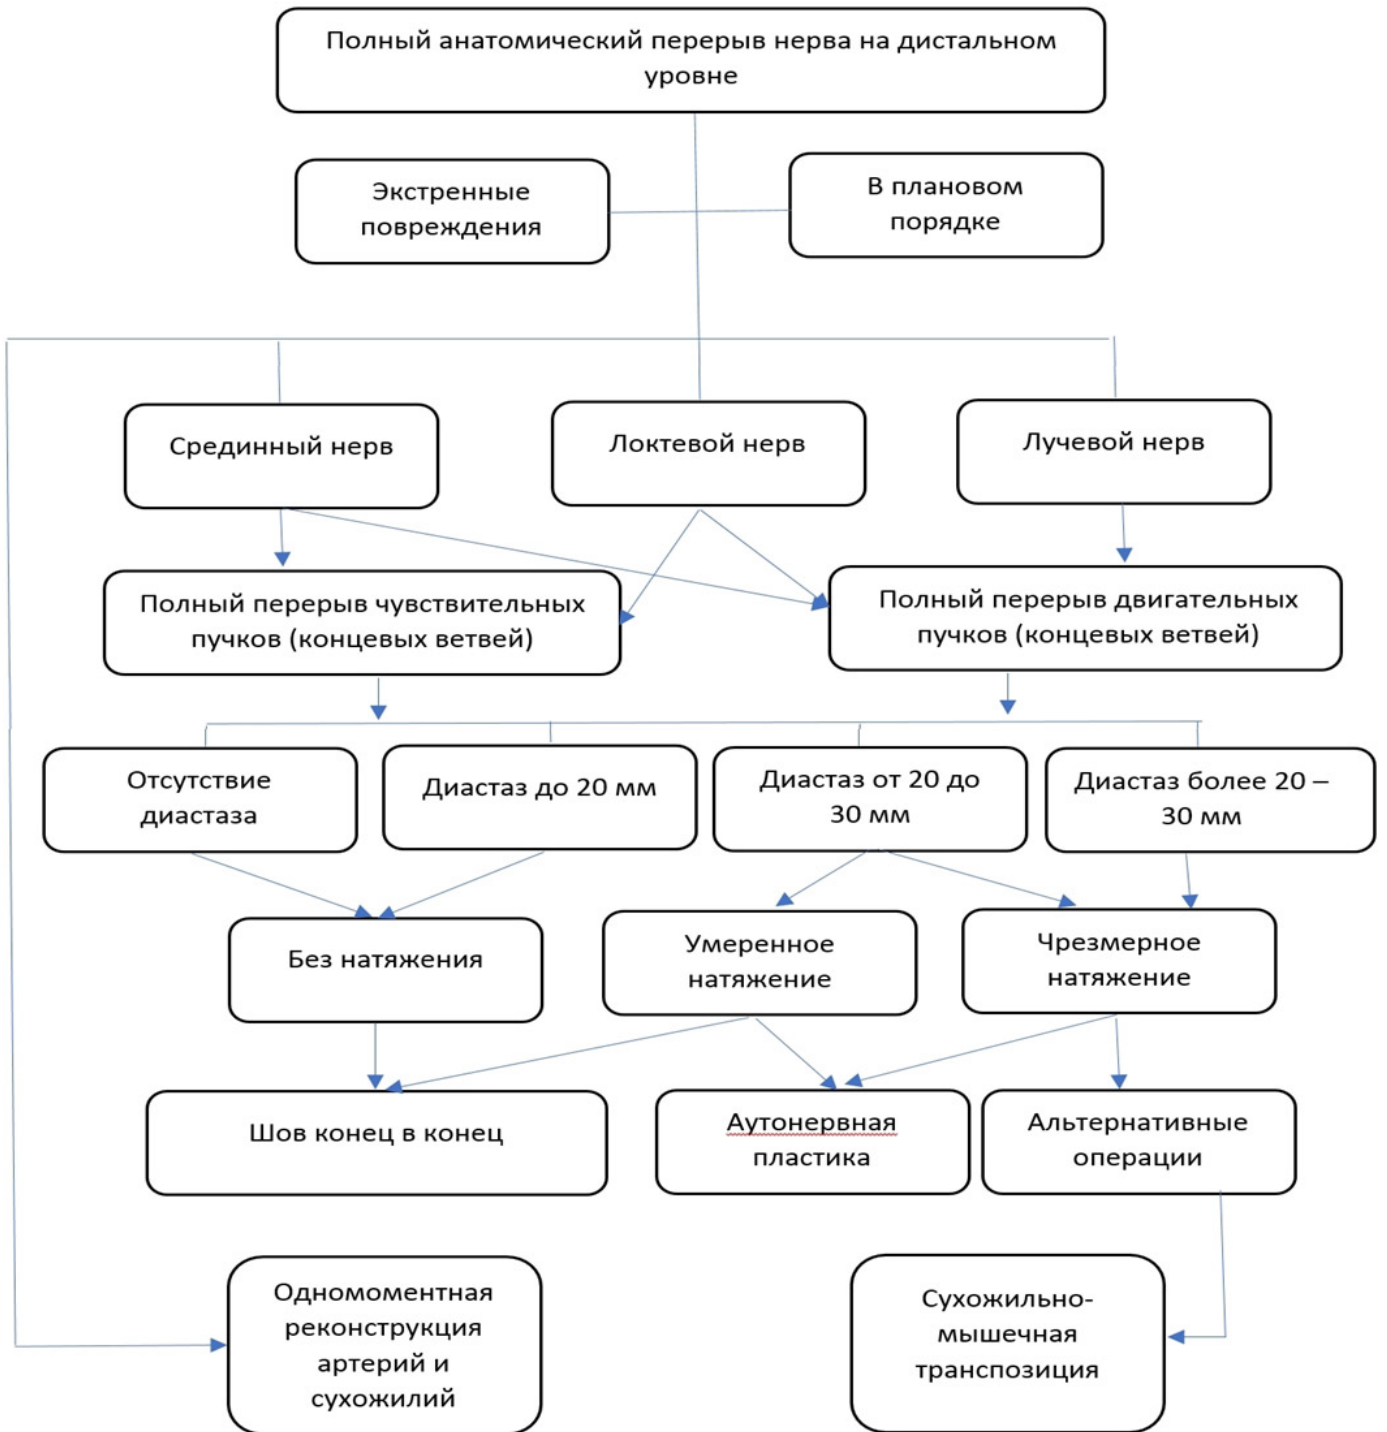 Полный анатомический перерыв нерва на дистальном
уровне
Экстренные
повреждения
В плановом
порядке
Срединный нерв
Локтевой нерв
Лучевой нерв
Полный перерыв чувствительных
пучков (концевых ветвей)
Полный перерыв двигательных
пучков (концевых ветвей)
Отсутствие
диастаза
Диастаз до 20 мм
Диастаз от 20 до
30 мм
Диастаз более 20 –
30 мм
Без натяжения
Умеренное
натяжение
Чрезмерное
натяжение
Шов конец в конец
Аутонервная
пластика
Альтернативные
операции
Одномоментная
реконструкция
артерий и
сухожилий
Сухожильно-
мышечная
транспозиция